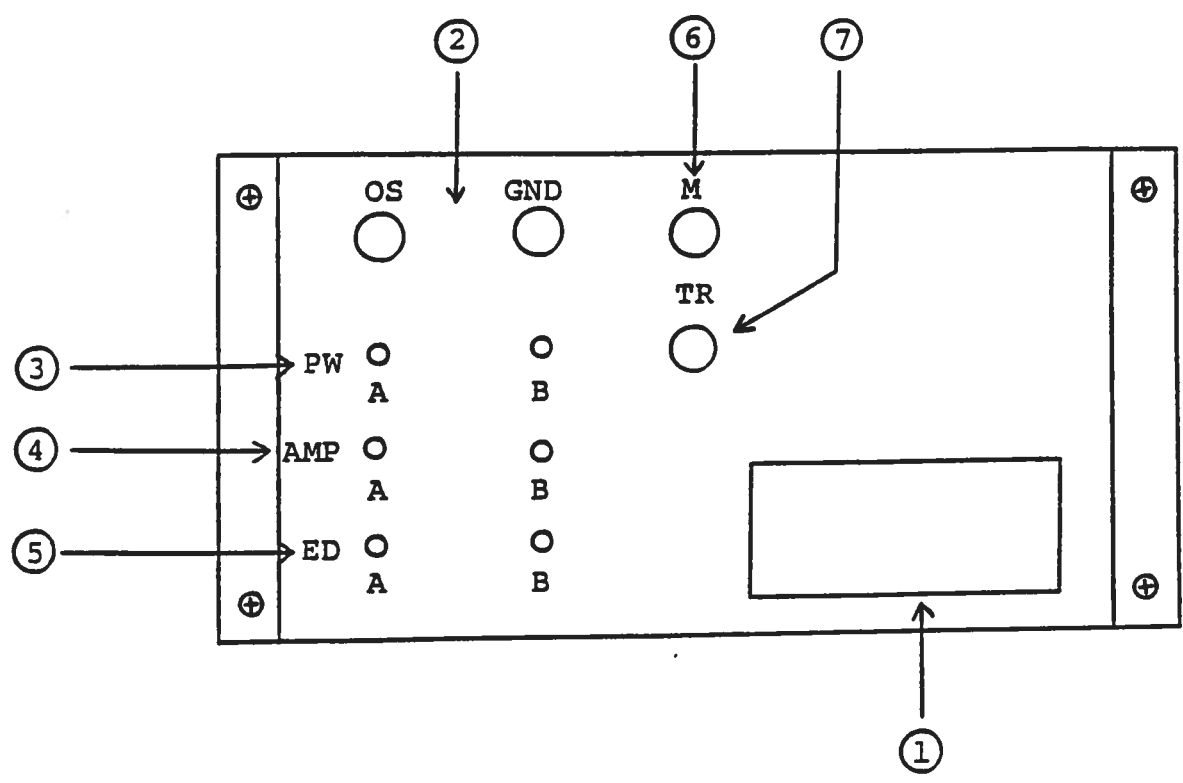 ② ⑥ ⑦
OS GND M
TR
③ PW
A B
④ AMP
A B
⑤ ED
A B
①